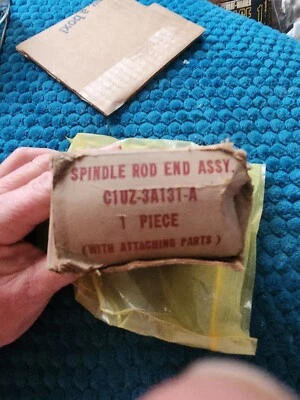 SPINDLE ROD END ASSY.
C1UZ-3A131-A
1 PIECE
(WITH ATTACHING PARTS)